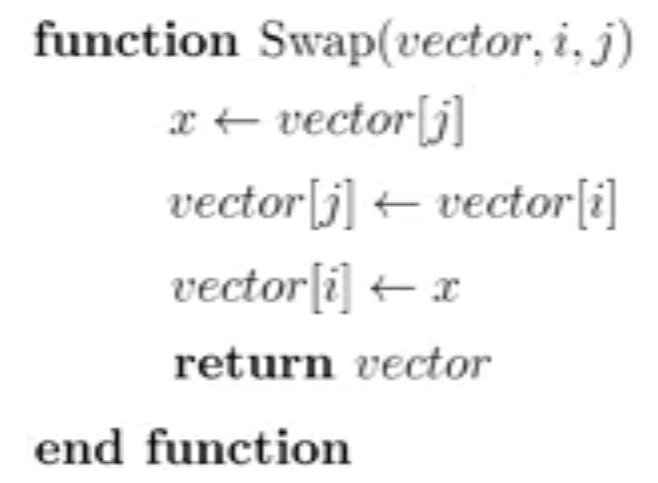 function Swap(vector, i, j)
x ← vector[j]
vector[j] ← vector[i]
vector[i] ← x
return vector
end function